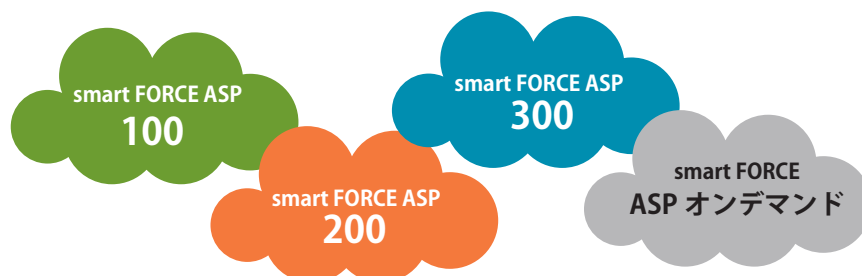 smart FORCE ASP
100
smart FORCE ASP
200
smart FORCE ASP
300
smart FORCE
ASP オンデマンド